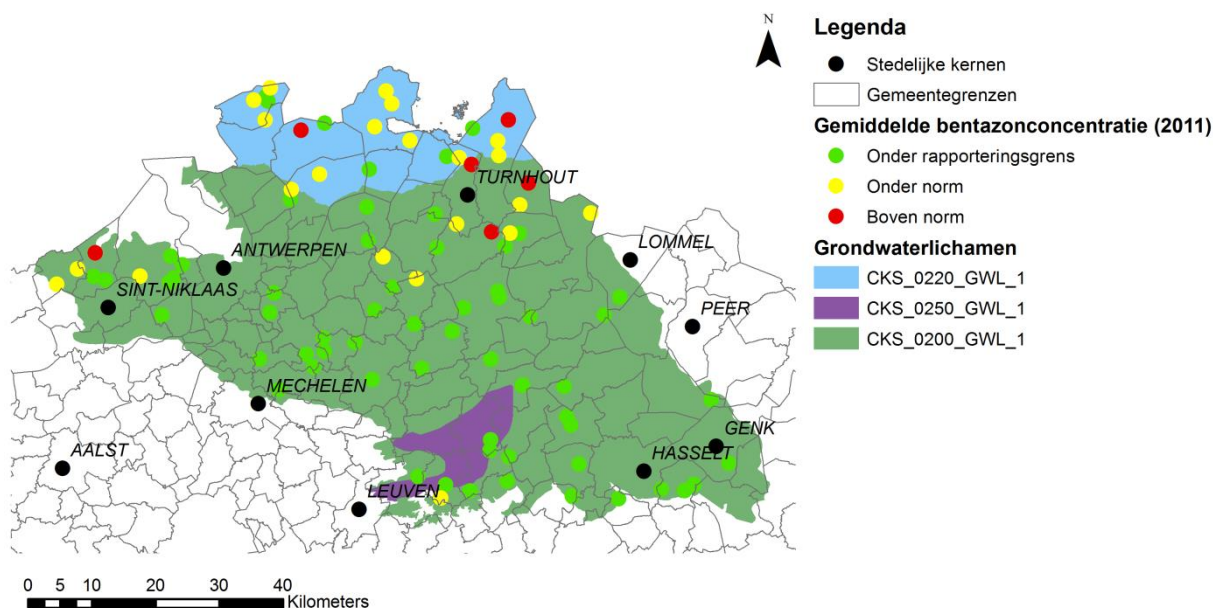 N
Legenda
Stedelijke kernen
Gemeentegrenzen
Gemiddelde bentazonconcentratie (2011)
Onder rapporteringsgrens
Onder norm
Boven norm
Grondwaterlichamen
CKS_0220_GWL_1
CKS_0250_GWL_1
CKS_0200_GWL_1
TURNHOUT
ANTWERPEN
LOMMEL
SINT-NIKLAAS
PEER
MECHELEN
GENK
AALST
HASSELT
LEUVEN
0 5 10 20 30 40
Kilometers